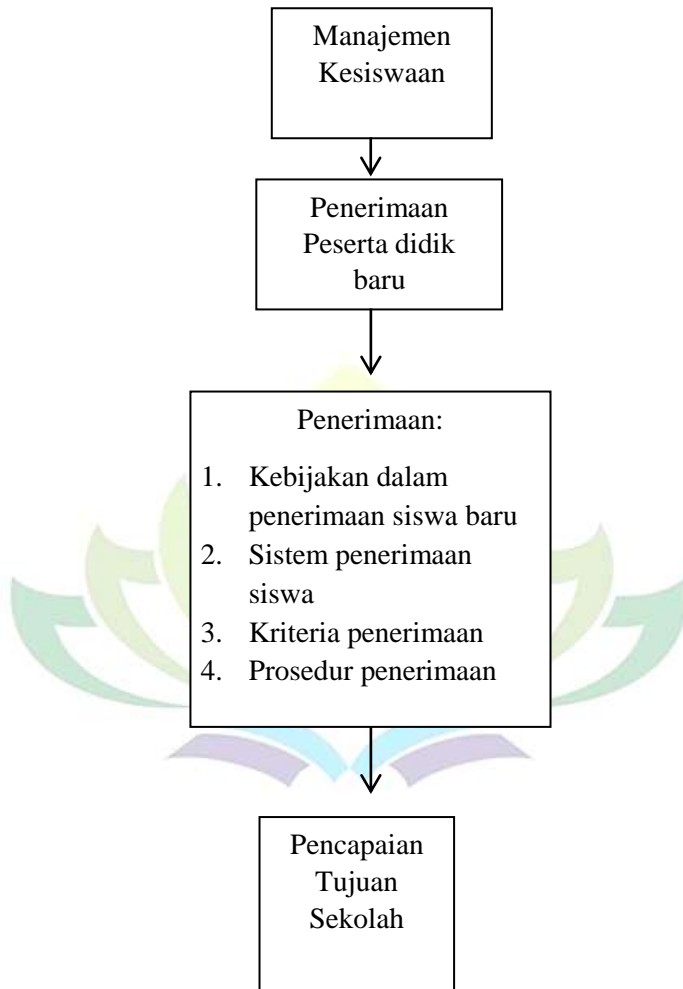 Manajemen
Kesiswaan
Penerimaan
Peserta didik
baru
Penerimaan:
1. Kebijakan dalam
penerimaan siswa baru
2. Sistem penerimaan
siswa
3. Kriteria penerimaan
4. Prosedur penerimaan
Pencapaian
Tujuan
Sekolah